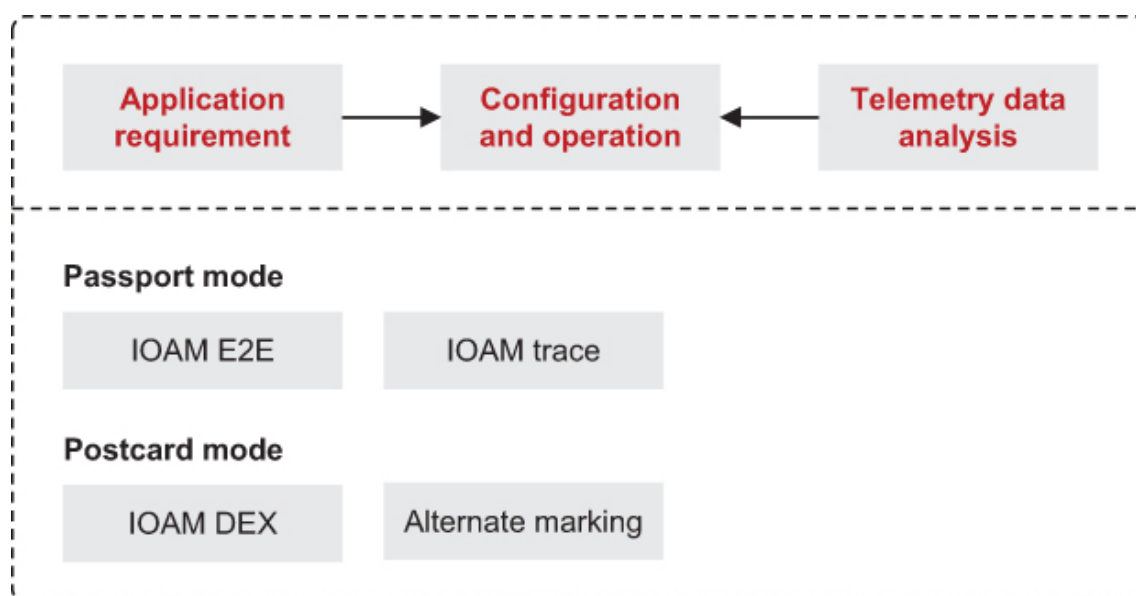 Application
requirement
Configuration
and operation
Telemetry data
analysis
Passport mode
IOAM E2E
IOAM trace
Postcard mode
IOAM DEX
Alternate marking